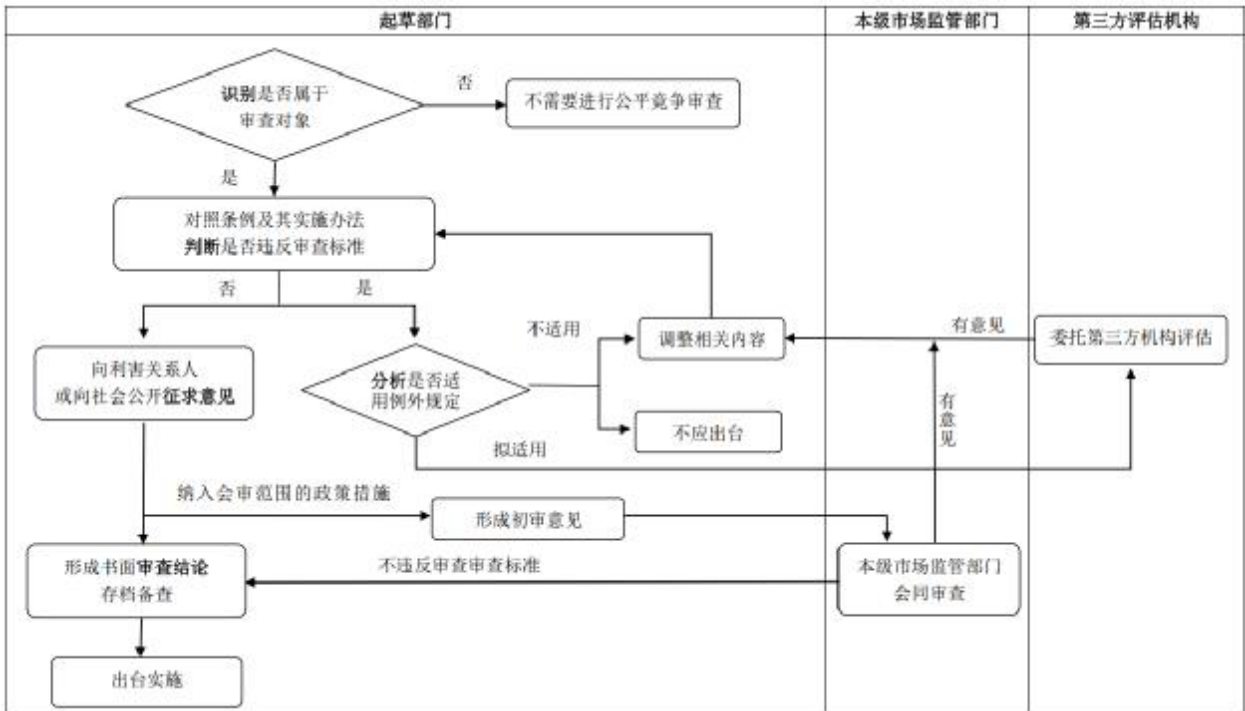 起草部门
本级市场监管部门
第三方评估机构
识别是否属于
审查对象
否
不需要进行公平竞争审查
是
对照条例及其实施办法
判断是否违反审查标准
否
是
不适用
调整相关内容
有意见
委托第三方机构评估
向利害关系人
或向社会公开征求意见
分析是否适
用例外规定
有意见
不应出台
拟适用
纳入会审范围的政策措施
形成初审意见
形成书面审查结论
存档备查
不违反审查审查标准
本级市场监管部门
会同审查
出台实施